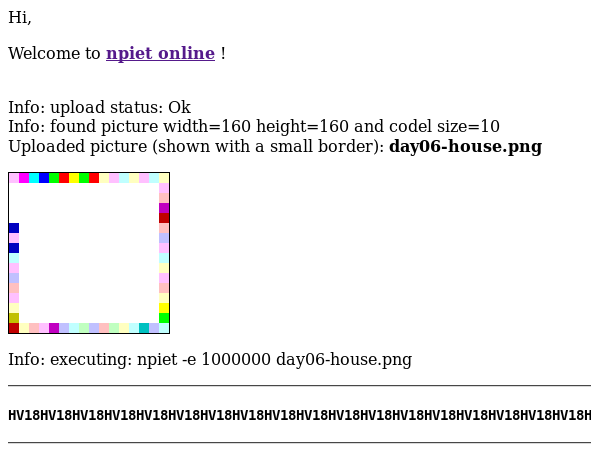 Hi,
Welcome to npiet online !
Info: upload status: Ok
Info: found picture width=160 height=160 and codel size=10
Uploaded picture (shown with a small border): day06-house.png
Info: executing: npiet -e 1000000 day06-house.png
HV18HV18HV18HV18HV18HV18HV18HV18HV18HV18HV18HV18HV18HV18HV18HV18HV18HV18H